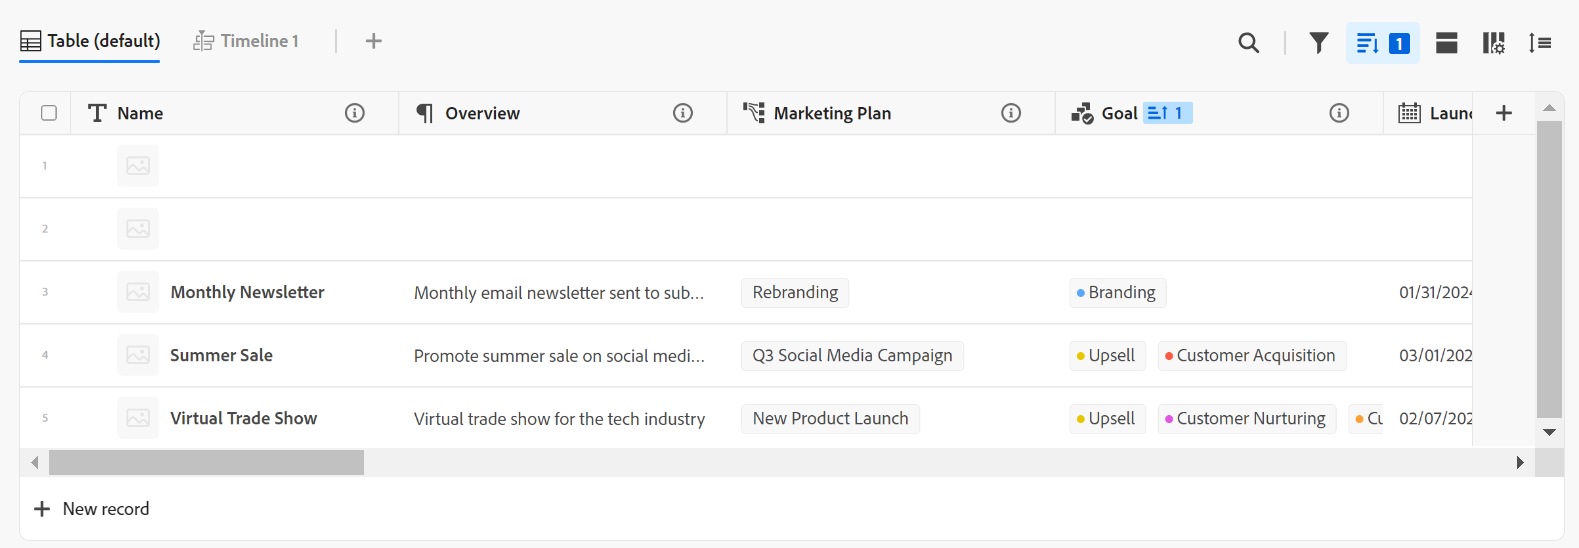 Table (default) Timeline 1
1
Name Overview Marketing Plan Goal 1
1
2
3 Monthly Newsletter Monthly email newsletter sent to sub... Rebranding Branding 01/31/2024
4 Summer Sale Promote summer sale on social medi... Q3 Social Media Campaign Upsell Customer Acquisition 03/01/202
5 Virtual Trade Show Virtual trade show for the tech industry New Product Launch Upsell Customer Nurturing 02/07/202
New record